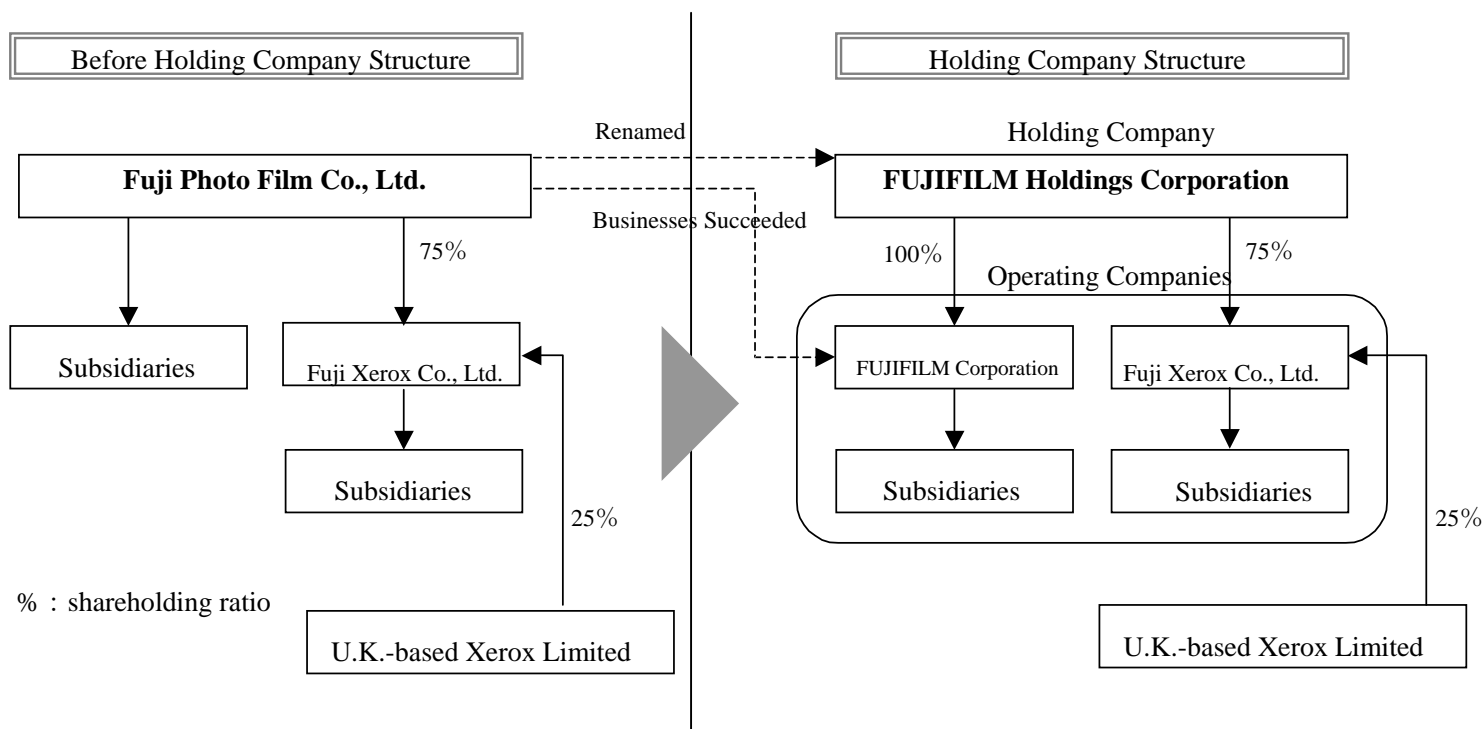 Before Holding Company Structure
Holding Company Structure
Renamed
Holding Company
Fuji Photo Film Co., Ltd.
FUJIFILM Holdings Corporation
Businesses Succeeded
75%
100%
75%
Operating Companies
Subsidiaries
Fuji Xerox Co., Ltd.
FUJIFILM Corporation
Fuji Xerox Co., Ltd.
Subsidiaries
Subsidiaries
Subsidiaries
25%
25%
% : shareholding ratio
U.K.-based Xerox Limited
U.K.-based Xerox Limited